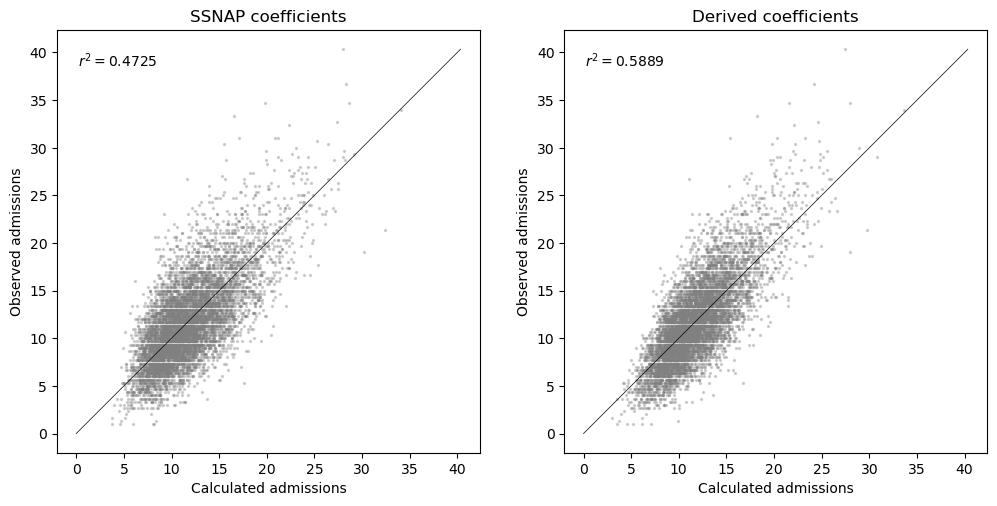 SSNAP coefficients
r² = 0.4725
40
35
30
25
20
15
10
5
0
Observed admissions
0 5 10 15 20 25 30 35 40
Calculated admissions
Derived coefficients
r² = 0.5889
40
35
30
25
20
15
10
5
0
Observed admissions
0 5 10 15 20 25 30 35 40
Calculated admissions